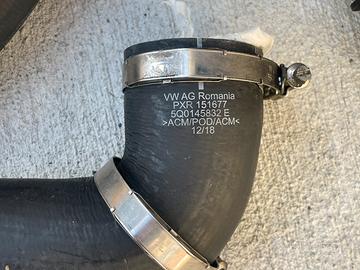 VW AG Romania
PXR 151677
5Q0145832 E
>ACM/POD/ACM<
12/18